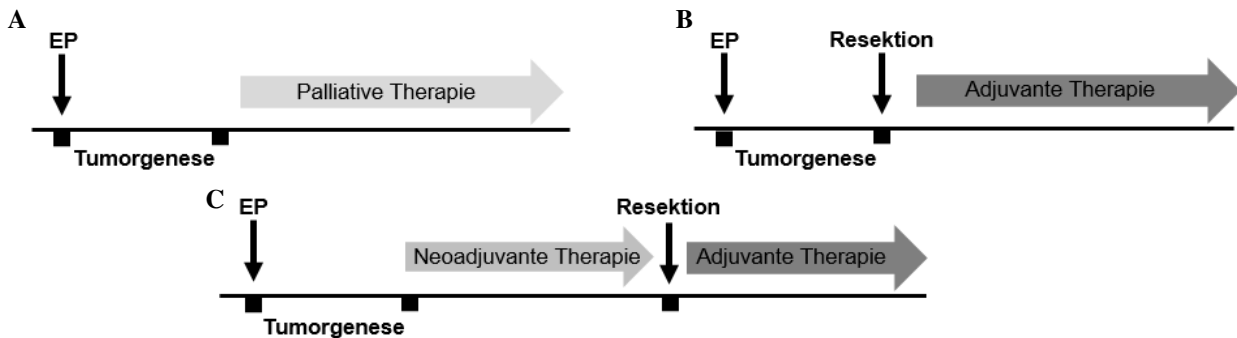 A
EP
Palliative Therapie
Tumorgenese
B
EP
Resektion
Adjuvante Therapie
Tumorgenese
C
EP
Resektion
Neoadjuvante Therapie
Adjuvante Therapie
Tumorgenese